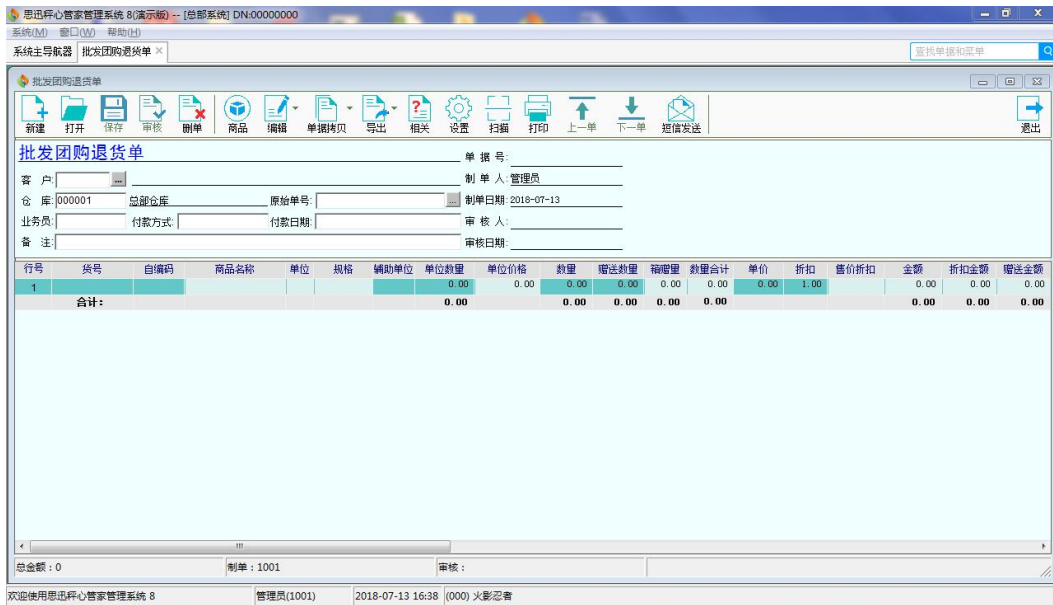 思迅秤心管家管理系统 8(演示版) -- [总部系统] DN:00000000
系统(M) 窗口(W) 帮助(H)
系统主导航器 批发团购退货单 × 查找单据和菜单
批发团购退货单
新建 打开 保存 审核 删单 商品 编辑 单据拷贝 导出 相关 设置 扫描 打印 上一单 下一单 短信发送 退出
批发团购退货单 单 据 号:
客 户: ... 制 单 人: 管理员
仓 库: 000001 总部仓库 原始单号: ... 制单日期: 2018-07-13
业务员: 付款方式: 付款日期: 审 核 人:
备 注: 审核日期:
行号 货号 自编码 商品名称 单位 规格 辅助单位 单位数量 单位价格 数量 赠送数量 箱赠量 数量合计 单价 折扣 售价折扣 金额 折扣金额 赠送金额
1 0.00 0.00 0.00 0.00 0.00 0.00 0.00 1.00 0.00 0.00 0.00
合计: 0.00 0.00 0.00 0.00 0.00 0.00 0.00 0.00
总金额: 0 制单: 1001 审核:
欢迎使用思迅秤心管家管理系统 8 管理员(1001) 2018-07-13 16:38 (000) 火影忍者